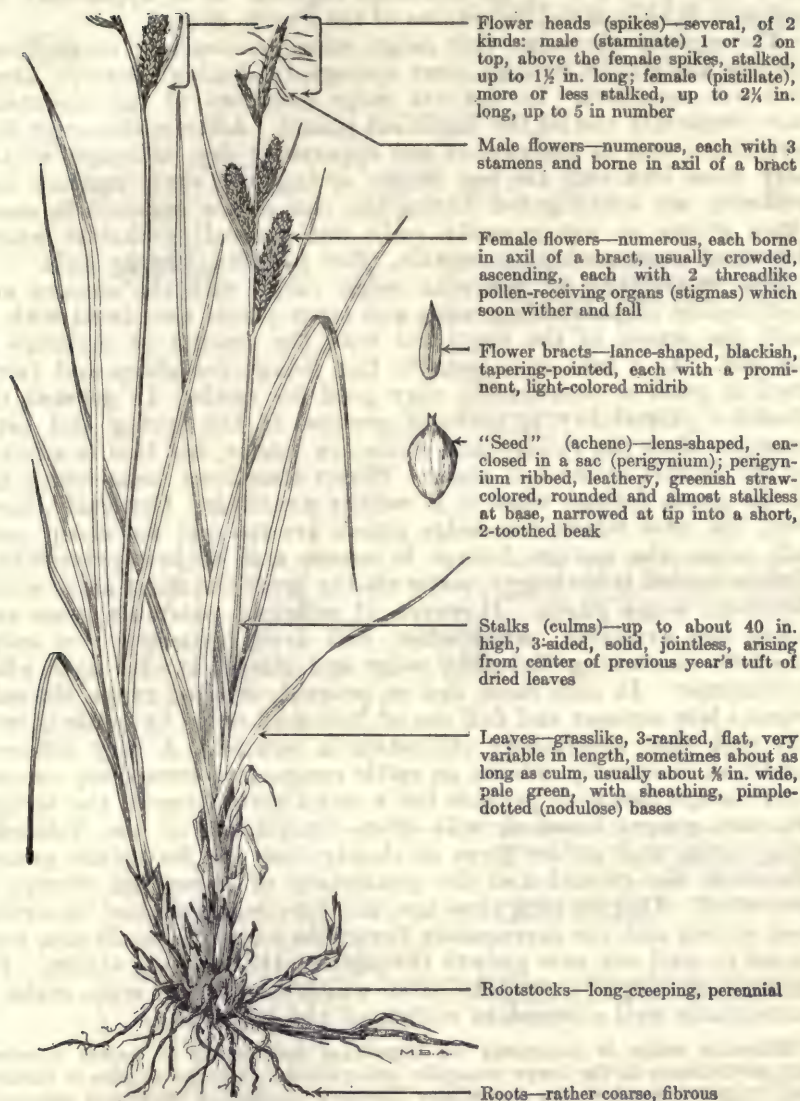 Flower heads (spikes)—several, of 2
kinds: male (staminate) 1 or 2 on
top, above the female spikes, stalked,
up to 1½ in. long; female (pistillate),
more or less stalked, up to 2¼ in.
long, up to 5 in number
Male flowers—numerous, each with 3
stamens and borne in axil of a bract
Female flowers—numerous, each borne
in axil of a bract, usually crowded,
ascending, each with 2 threadlike
pollen-receiving organs (stigmas) which
soon wither and fall
Flower bracts—lance-shaped, blackish,
tapering-pointed, each with a promi-
nent, light-colored midrib
"Seed" (achene)—lens-shaped, en-
closed in a sac (perigynium); perigyn-
ium ribbed, leathery, greenish straw-
colored, rounded and almost stalkless
at base, narrowed at tip into a short,
2-toothed beak
Stalks (culms)—up to about 40 in.
high, 3-sided, solid, jointless, arising
from center of previous year's tuft of
dried leaves
Leaves—grasslike, 3-ranked, flat, very
variable in length, sometimes about as
long as culm, usually about in. wide,
pale green, with sheathing, pimple-
dotted (nodulose) bases
Rootstocks—long-creeping, perennial
M.B.A.
Roots—rather coarse, fibrous